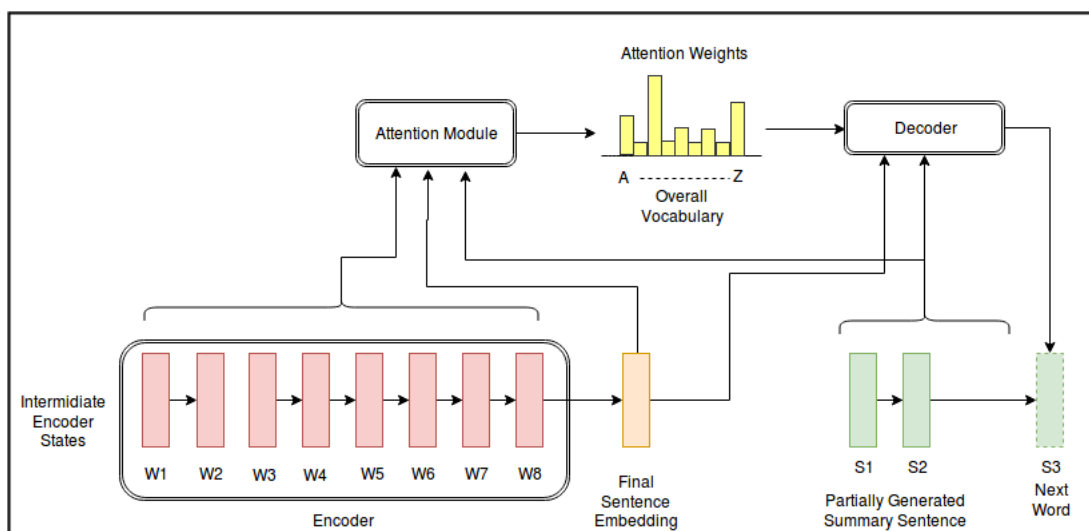 Attention Weights
Attention Module
Decoder
A
Z
Overall
Vocabulary
Intermidiate
Encoder
States
W1
W2
W3
W4
W5
W6
W7
W8
Encoder
Final
Sentence
Embedding
S1
S2
Partially Generated
Summary Sentence
S3
Next
Word